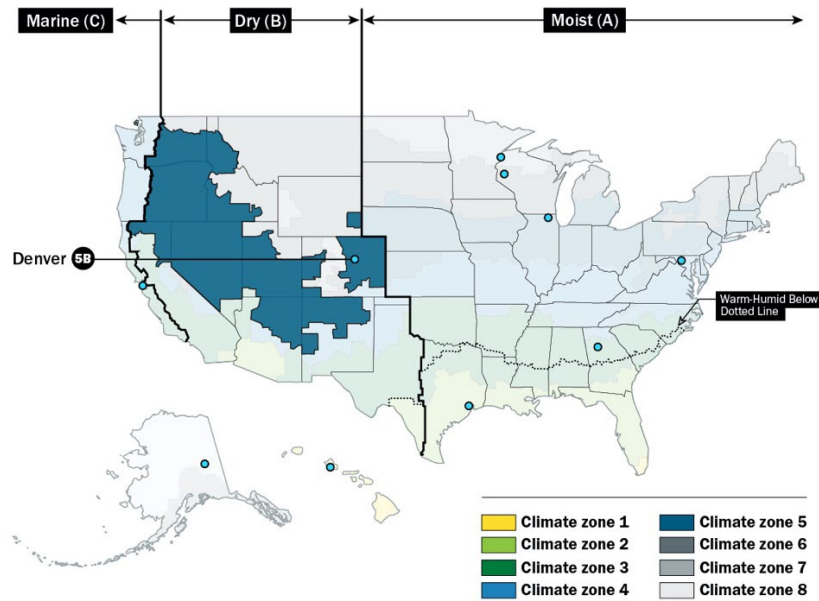 Marine (C)
Dry (B)
Moist (A)
Denver 5B
Warm-Humid Below
Dotted Line
Climate zone 1
Climate zone 2
Climate zone 3
Climate zone 4
Climate zone 5
Climate zone 6
Climate zone 7
Climate zone 8